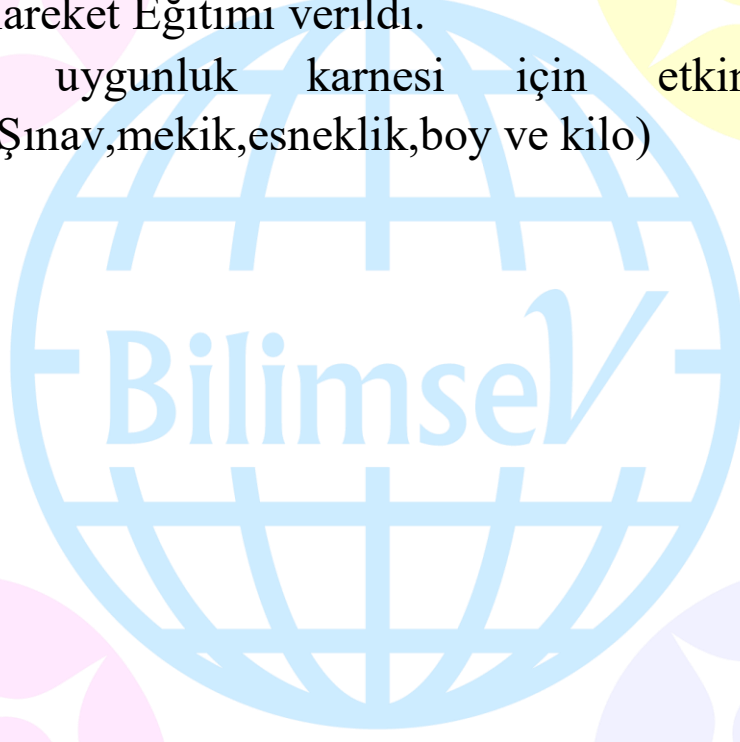 areket Eğitimi verildi.
uygunluk karnesi için etkin
Şınav,mekik,esneklik,boy ve kilo)
BilimseV